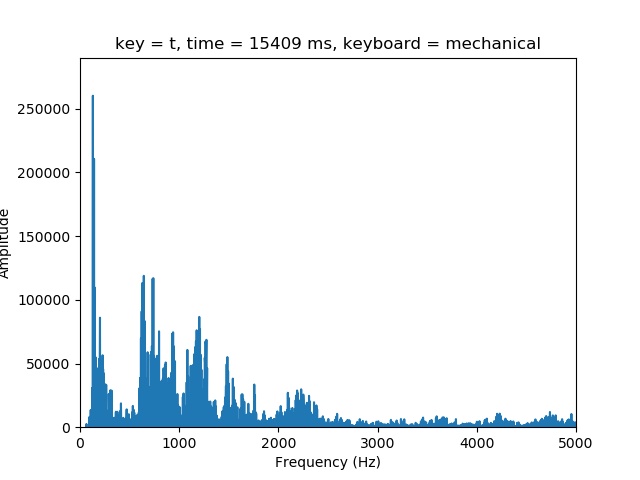 key = t, time = 15409 ms, keyboard = mechanical
250000
200000
150000
100000
50000
0
Amplitude
0 1000 2000 3000 4000 5000
Frequency (Hz)